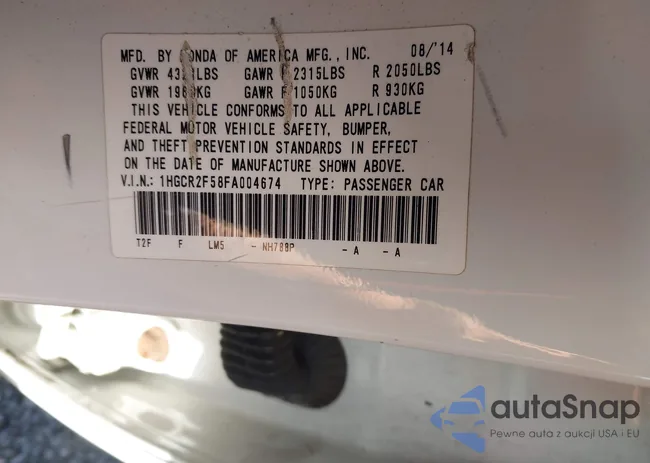 MFD. BY HONDA OF AMERICA MFG., INC. 08/'14
GVWR LBS GAWR F 2315LBS R 2050LBS
GVWR GAWR F 1050KG R 930KG
THIS VEHICLE CONFORMS TO ALL APPLICABLE
FEDERAL MOTOR VEHICLE SAFETY, BUMPER,
AND THEFT PREVENTION STANDARDS IN EFFECT
ON THE DATE OF MANUFACTURE SHOWN ABOVE.
V.I.N.: 1HGCR2F58FA004674 TYPE: PASSENGER CAR
T2F F LM5 - NH788P - A - A
autaSnap
Pewne auta z aukcji USA i EU